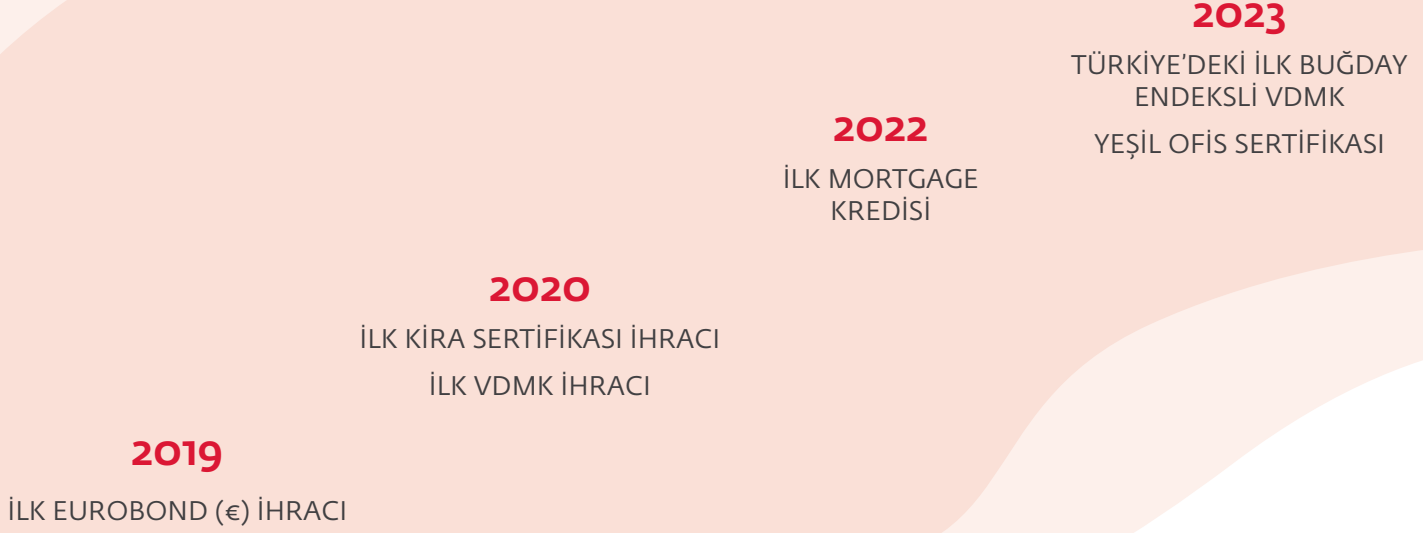 2023
TÜRKİYE'DEKİ İLK BUĞDAY
ENDEKSLİ VDMK
YEŞİL OFİS SERTİFİKASI
2022
İLK MORTGAGE
KREDİSİ
2020
İLK KİRA SERTİFİKASI İHRACI
İLK VDMK İHRACI
2019
İLK EUROBOND (€) İHRACI